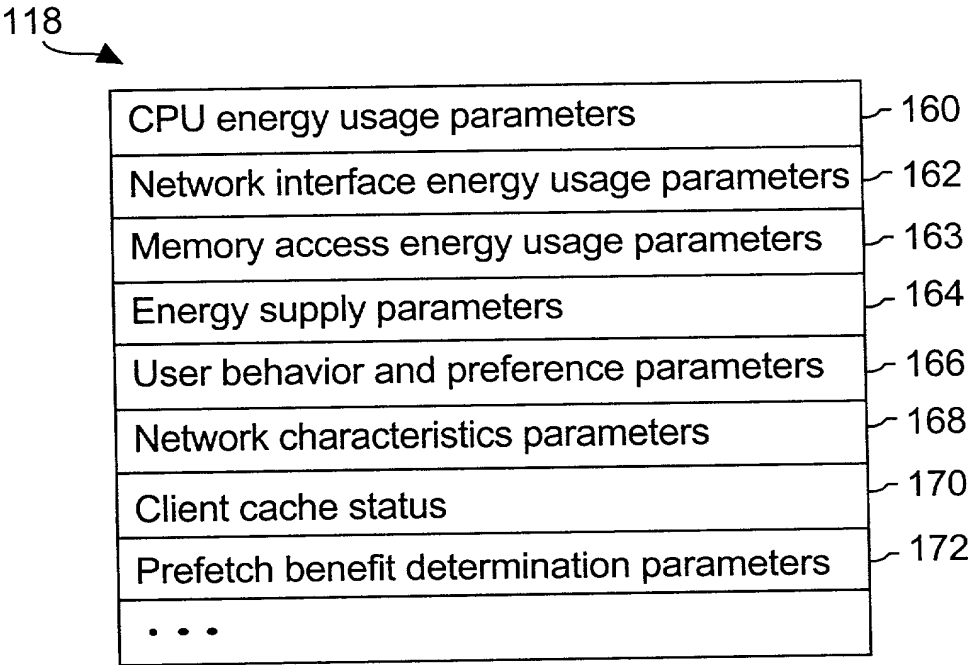 118
CPU energy usage parameters 160
Network interface energy usage parameters 162
Memory access energy usage parameters 163
Energy supply parameters 164
User behavior and preference parameters 166
Network characteristics parameters 168
Client cache status 170
Prefetch benefit determination parameters 172
• • •